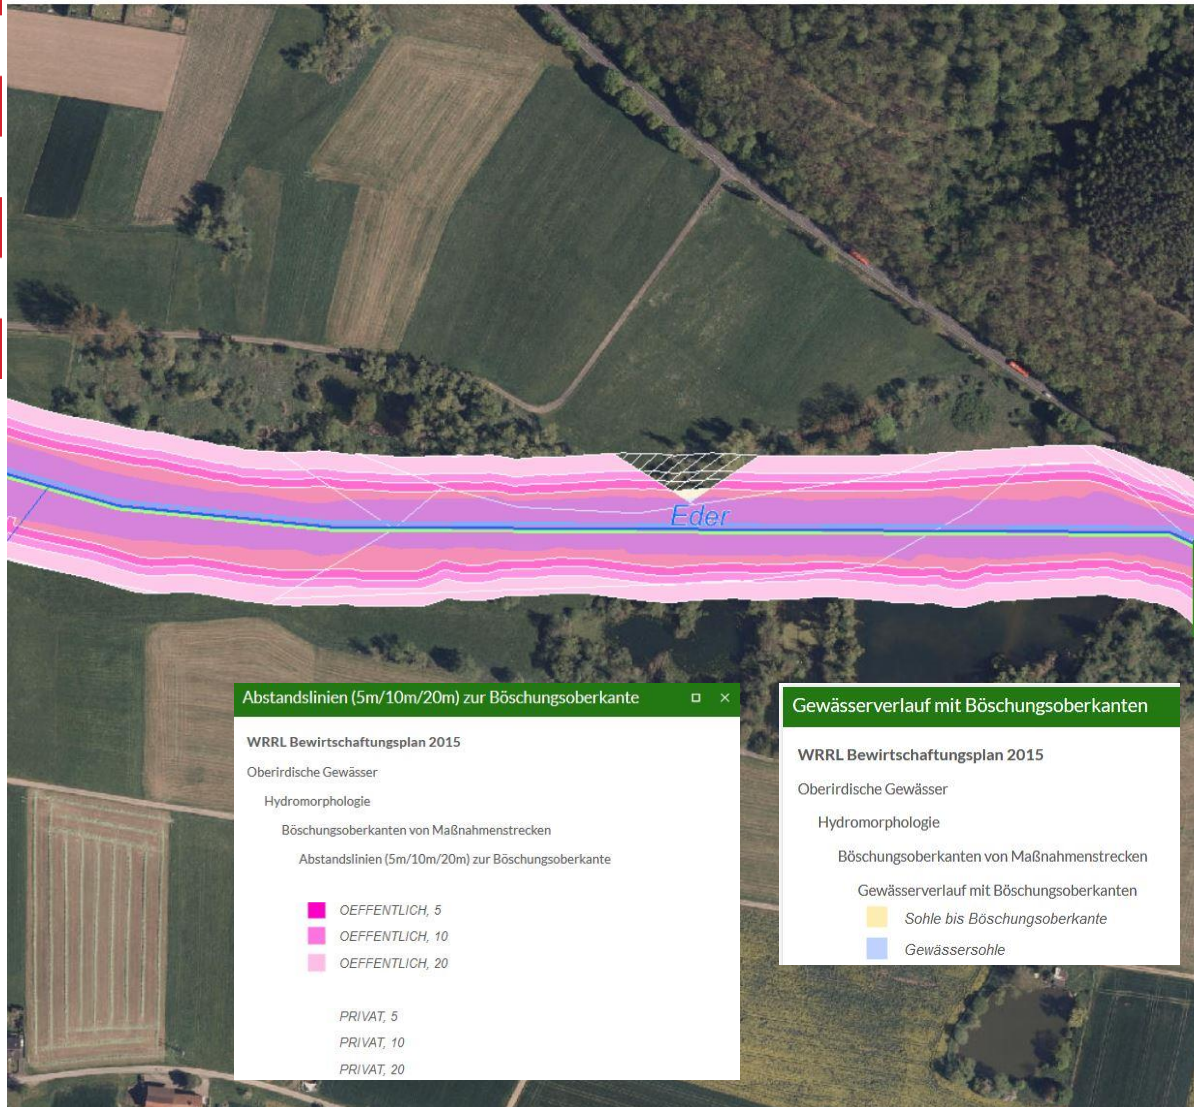 Eder
Abstandslinien (5m/10m/20m) zur Böschungsoberkante
WRRL Bewirtschaftungsplan 2015
Oberirdische Gewässer
Hydromorphologie
Böschungsoberkanten von Maßnahmenstrecken
Abstandslinien (5m/10m/20m) zur Böschungsoberkante
OEFFENTLICH, 5
OEFFENTLICH, 10
OEFFENTLICH, 20
PRIVAT, 5
PRIVAT, 10
PRIVAT, 20
Gewässerverlauf mit Böschungsoberkanten
WRRL Bewirtschaftungsplan 2015
Oberirdische Gewässer
Hydromorphologie
Böschungsoberkanten von Maßnahmenstrecken
Gewässerverlauf mit Böschungsoberkanten
Sohle bis Böschungsoberkante
Gewässersohle